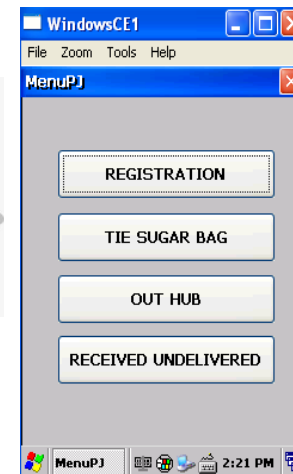 WindowsCE1
File Zoom Tools Help
MenuPJ
REGISTRATION
TIE SUGAR BAG
OUT HUB
RECEIVED UNDELIVERED
MenuPJ 2:21 PM